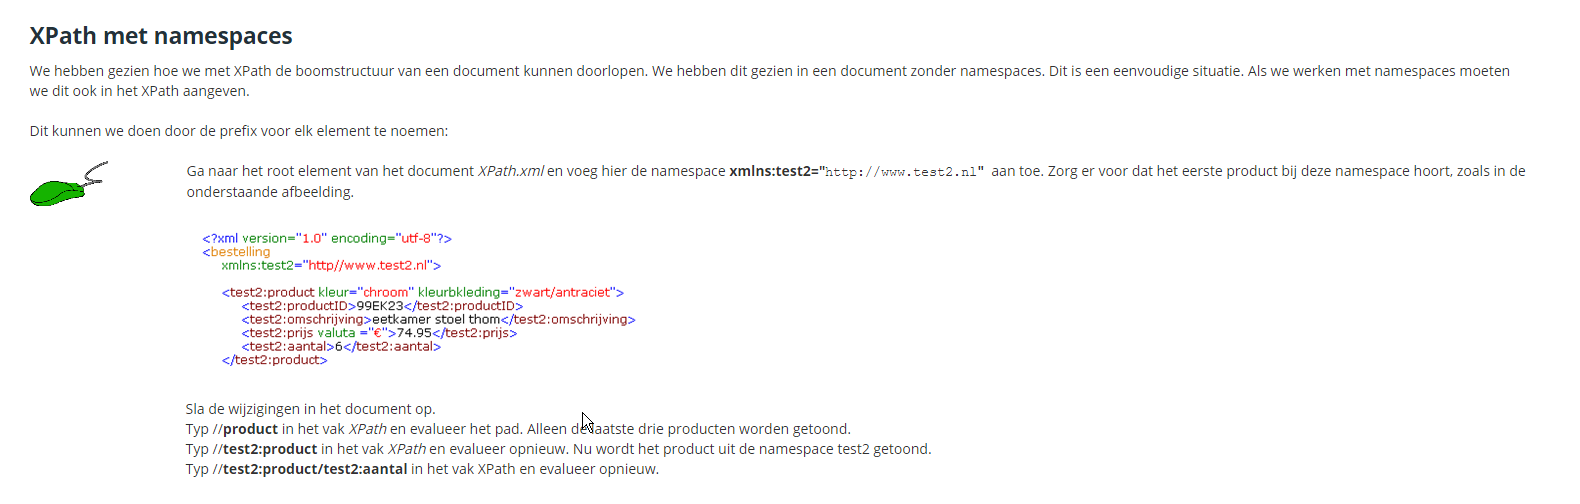 XPath met namespaces
We hebben gezien hoe we met XPath de boomstructuur van een document kunnen doorlopen. We hebben dit gezien in een document zonder namespaces. Dit is een eenvoudige situatie. Als we werken met namespaces moeten
we dit ook in het XPath aangeven.
Dit kunnen we doen door de prefix voor elk element te noemen:
Ga naar het root element van het document XPath.xml en voeg hier de namespace xmlns:test2="http://www.test2.nl" aan toe. Zorg er voor dat het eerste product bij deze namespace hoort, zoals in de
onderstaande afbeelding.
<?xml version="1.0" encoding="utf-8"?>
<bestelling
xmlns:test2="http//www.test2.nl">
<test2:product kleur="chroom" kleurbkleding="zwart/antraciet">
<test2:productID>99EK23</test2:productID>
<test2:omschrijving>eetkamer stoel thom</test2:omschrijving>
<test2:prijs valuta ="€">74.95</test2:prijs>
<test2:aantal>6</test2:aantal>
</test2:product>
Sla de wijzigingen in het document op.
Typ //product in het vak XPath en evalueer het pad. Alleen de laatste drie producten worden getoond.
Typ //test2:product in het vak XPath en evalueer opnieuw. Nu wordt het product uit de namespace test2 getoond.
Typ //test2:product/test2:aantal in het vak XPath en evalueer opnieuw.